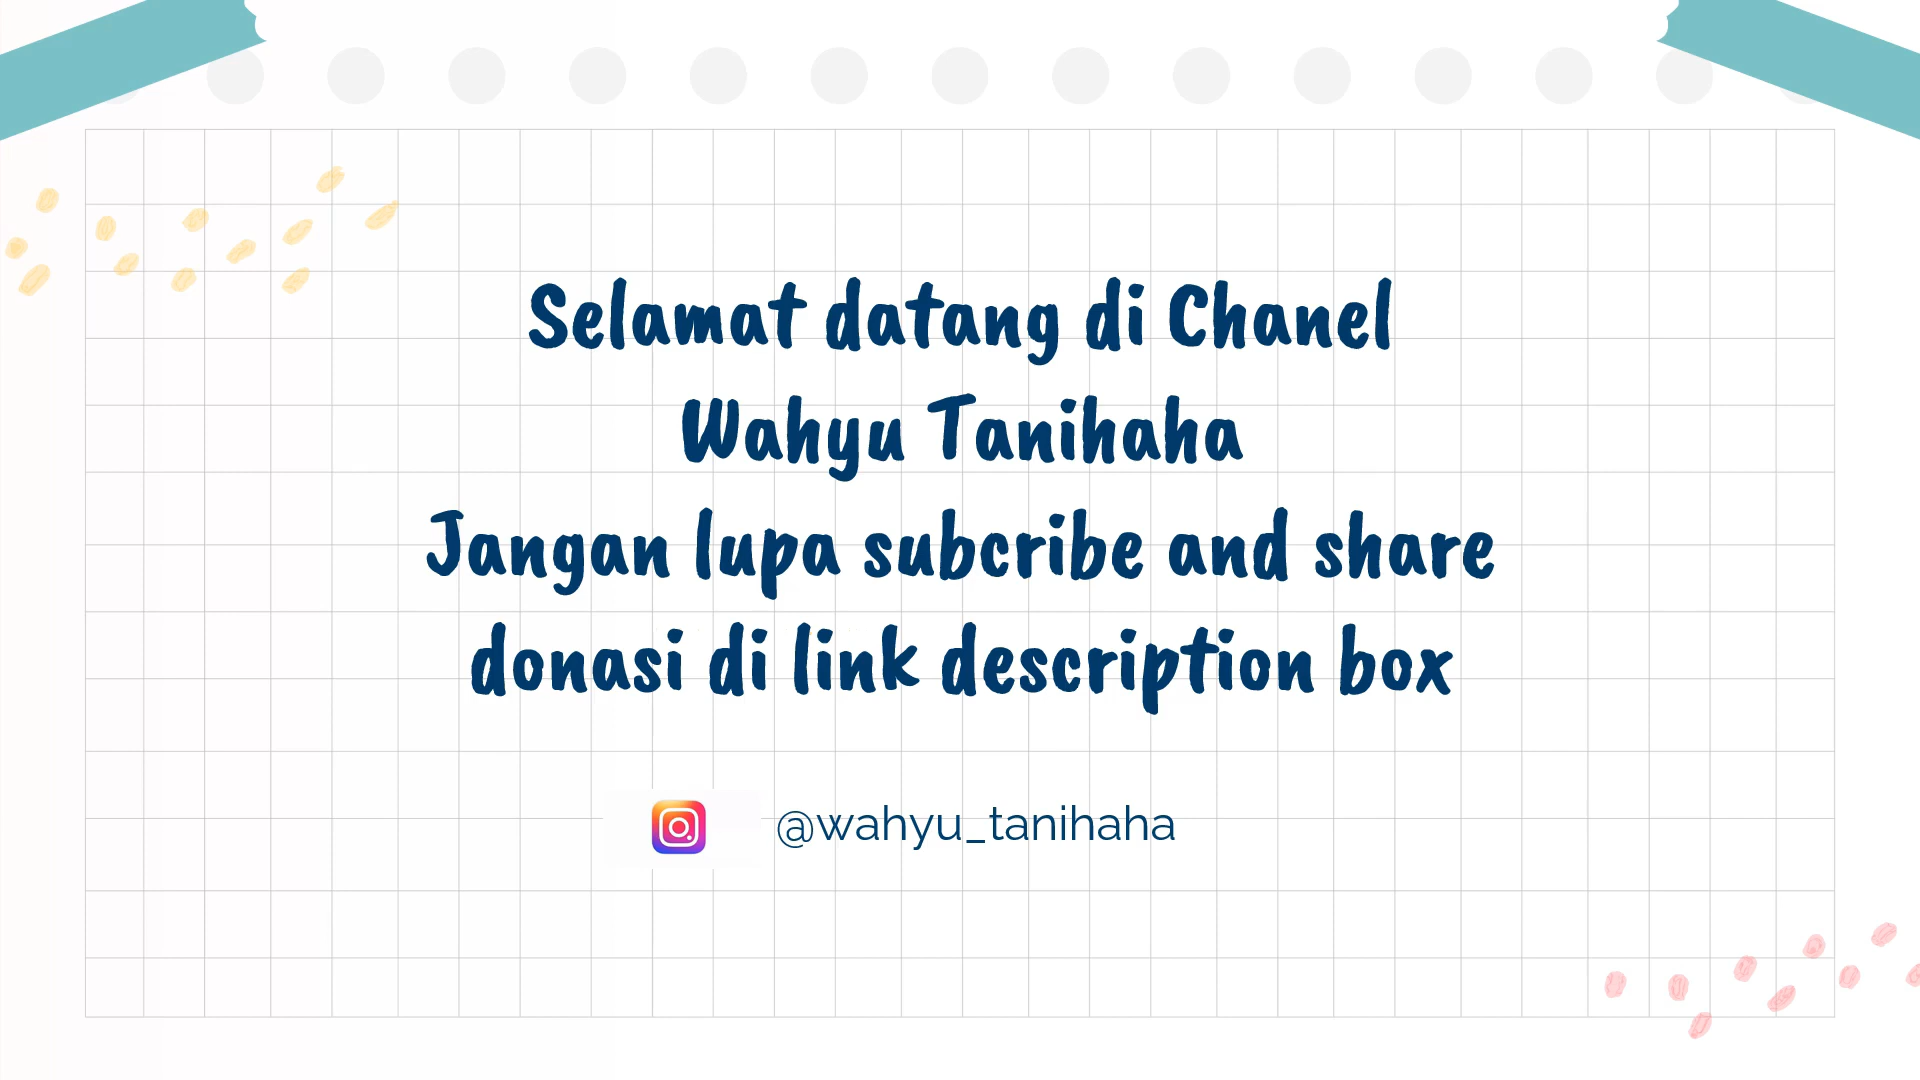 Selamat datang di Chanel
Wahyu Tanihaha
Jangan lupa subcribe and share
donasi di link description box
@wahyu_tanihaha